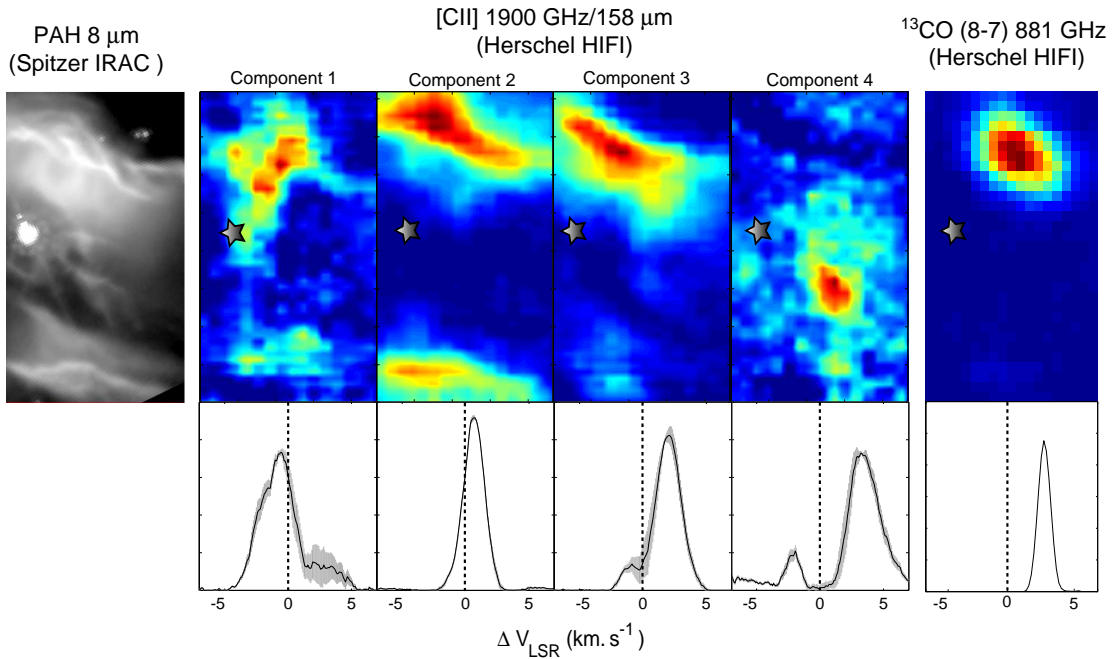 PAH 8 μm
(Spitzer IRAC )
[CII] 1900 GHz/158 μm
(Herschel HIFI)
¹³CO (8-7) 881 GHz
(Herschel HIFI)
Component 1
Component 2
Component 3
Component 4
-5 0 5
-5 0 5
-5 0 5
-5 0 5
-5 0 5
Δ V_LSR (km. s⁻¹)